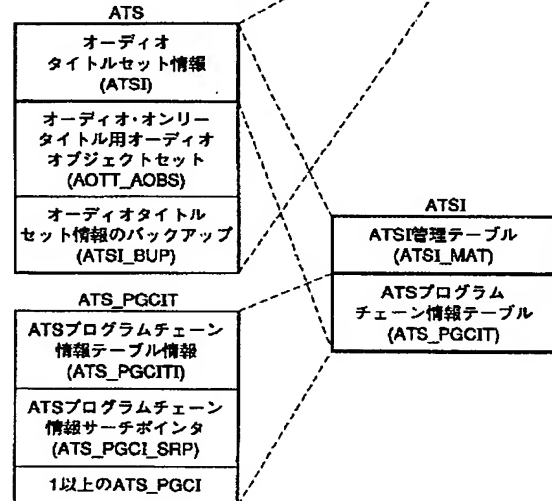 ATS
オーディオ
タイトルセット情報
(ATSI)
オーディオ・オンリー
タイトル用オーディオ
オブジェクトセット
(AOTT_AOBS)
オーディオタイトル
セット情報のバックアップ
(ATSI_BUP)
ATSI
ATSI管理テーブル
(ATSI_MAT)
ATSプログラム
チェーン情報テーブル
(ATS_PGCIT)
ATS_PGCIT
ATSプログラムチェーン
情報テーブル情報
(ATS_PGCITI)
ATSプログラムチェーン
情報サーチポインタ
(ATS_PGCI_SRP)
1以上のATS_PGCI